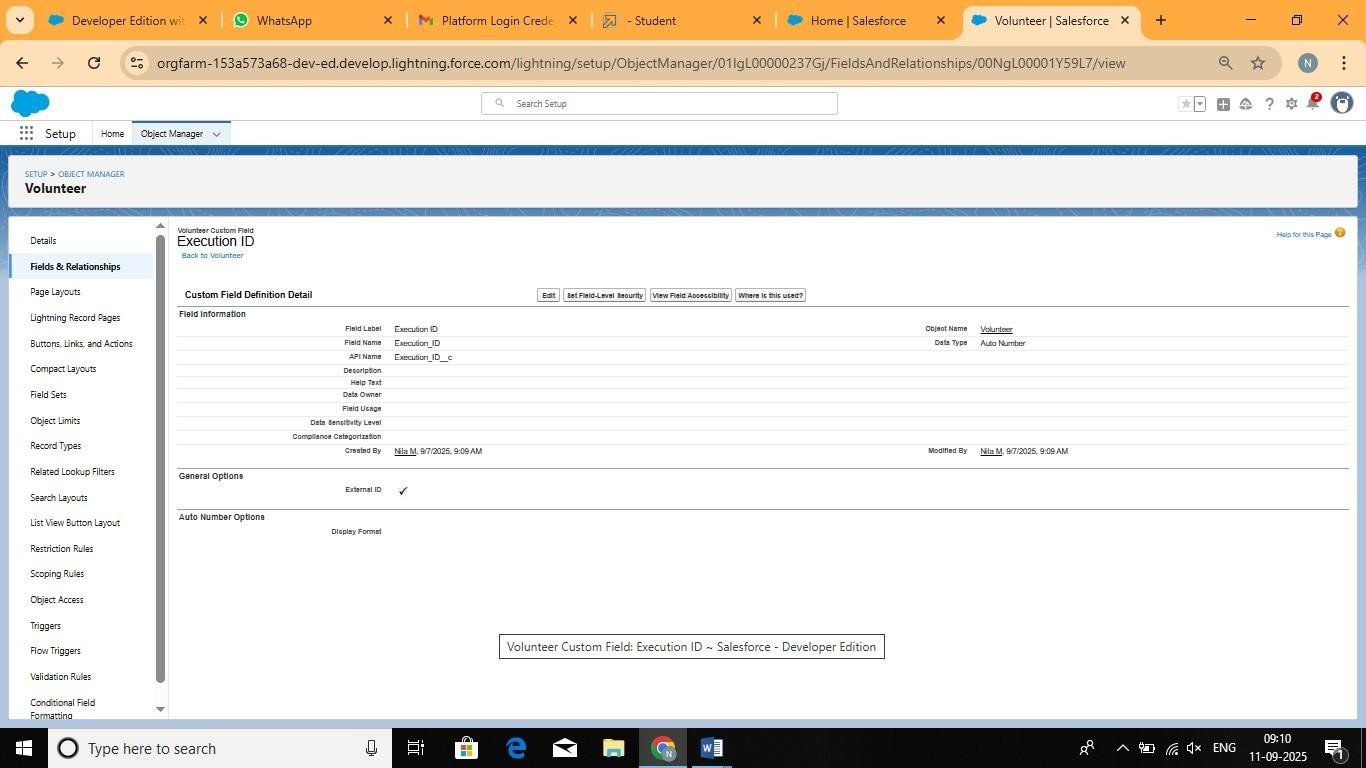 Developer Edition wit
WhatsApp
Platform Login Crede
- Student
Home | Salesforce
Volunteer | Salesforce
orgfarm-153a573a68-dev-ed.develop.lightning.force.com/lightning/setup/ObjectManager/01IgL00000237Gj/FieldsAndRelationships/00NgL00001Y59L7/view
N
Search Setup
2
Setup
Home
Object Manager
SETUP > OBJECT MANAGER
Volunteer
Details
Fields & Relationships
Page Layouts
Lightning Record Pages
Buttons, Links, and Actions
Compact Layouts
Field Sets
Object Limits
Record Types
Related Lookup Filters
Search Layouts
List View Button Layout
Restriction Rules
Scoping Rules
Object Access
Triggers
Flow Triggers
Validation Rules
Conditional Field
Formatting
Volunteer Custom Field
Execution ID
Back to Volunteer
Help for this Page
Custom Field Definition Detail
Edit
Set Field-Level Security
View Field Accessibility
Where is this used?
Field Information
Field Label Execution ID Object Name Volunteer
Field Name Execution_ID Data Type Auto Number
API Name Execution_ID__c
Description
Help Text
Data Owner
Field Usage
Data Sensitivity Level
Compliance Categorization
Created By Nila M, 9/7/2025, 9:09 AM Modified By Nila M, 9/7/2025, 9:09 AM
General Options
External ID
Auto Number Options
Display Format
Volunteer Custom Field: Execution ID ~ Salesforce - Developer Edition
Type here to search
ENG
09:10
11-09-2025
1